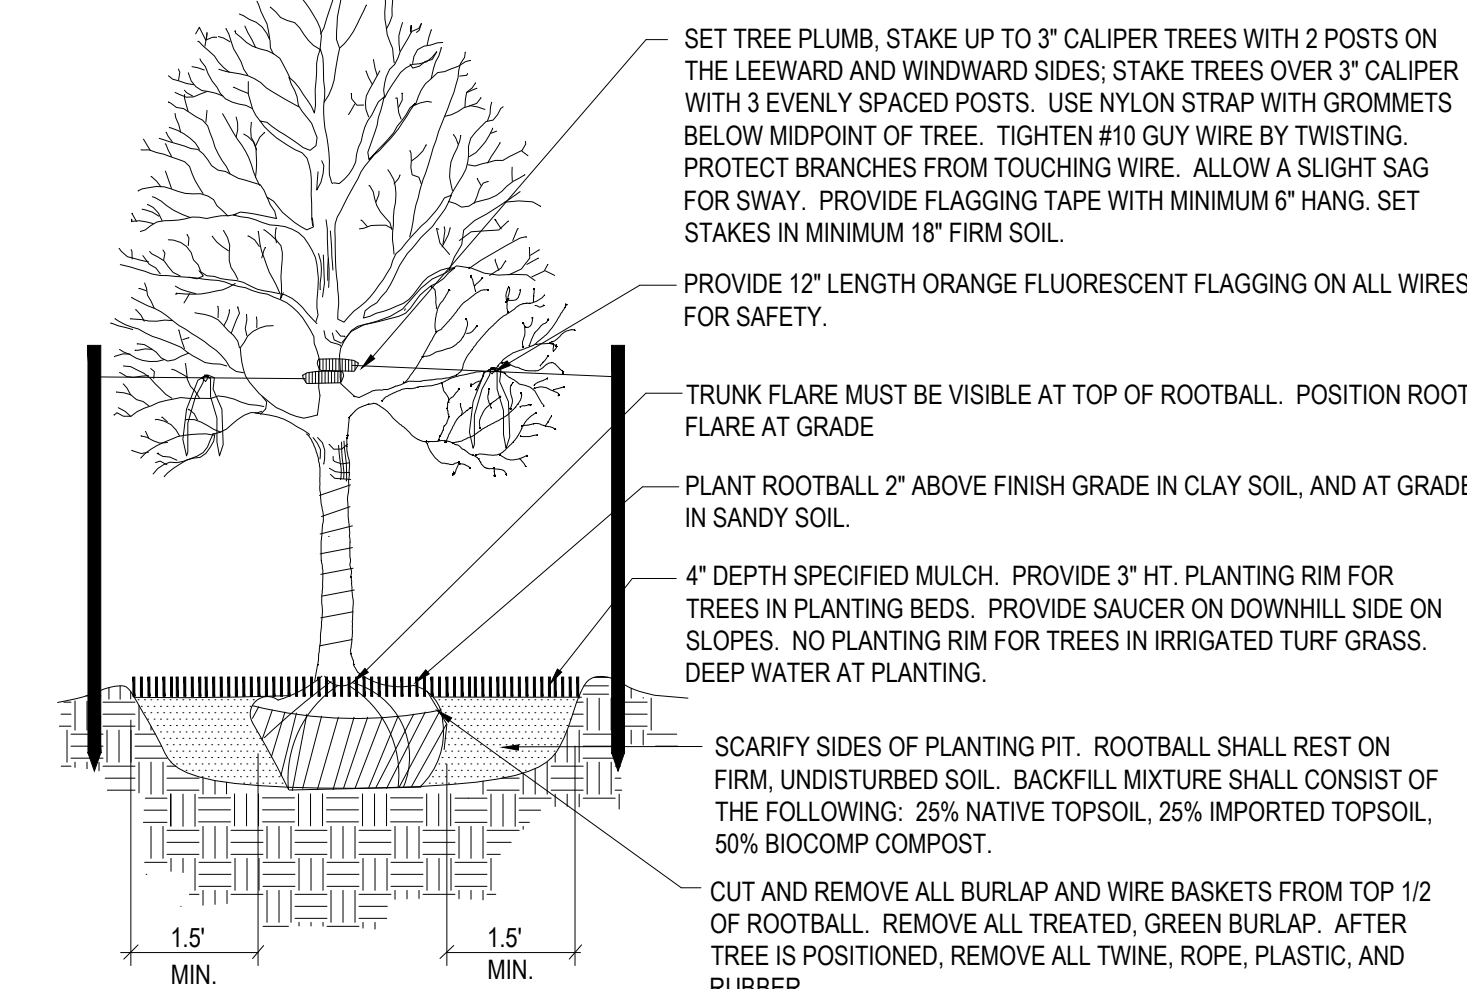 SET TREE PLUMB, STAKE UP TO 3" CALIPER TREES WITH 2 POSTS ON
THE LEEWARD AND WINDWARD SIDES; STAKE TREES OVER 3" CALIPER
WITH 3 EVENLY SPACED POSTS. USE NYLON STRAP WITH GROMMETS
BELOW MIDPOINT OF TREE. TIGHTEN #10 GUY WIRE BY TWISTING.
PROTECT BRANCHES FROM TOUCHING WIRE. ALLOW A SLIGHT SAG
FOR SWAY. PROVIDE FLAGGING TAPE WITH MINIMUM 6" HANG. SET
STAKES IN MINIMUM 18" FIRM SOIL.
PROVIDE 12" LENGTH ORANGE FLUORESCENT FLAGGING ON ALL WIRES
FOR SAFETY.
TRUNK FLARE MUST BE VISIBLE AT TOP OF ROOTBALL. POSITION ROOT
FLARE AT GRADE
PLANT ROOTBALL 2" ABOVE FINISH GRADE IN CLAY SOIL, AND AT GRADE
IN SANDY SOIL.
4" DEPTH SPECIFIED MULCH. PROVIDE 3" HT. PLANTING RIM FOR
TREES IN PLANTING BEDS. PROVIDE SAUCER ON DOWNHILL SIDE ON
SLOPES. NO PLANTING RIM FOR TREES IN IRRIGATED TURF GRASS.
DEEP WATER AT PLANTING.
SCARIFY SIDES OF PLANTING PIT. ROOTBALL SHALL REST ON
FIRM, UNDISTURBED SOIL. BACKFILL MIXTURE SHALL CONSIST OF
THE FOLLOWING: 25% NATIVE TOPSOIL, 25% IMPORTED TOPSOIL,
50% BIOCOMP COMPOST.
CUT AND REMOVE ALL BURLAP AND WIRE BASKETS FROM TOP 1/2
OF ROOTBALL. REMOVE ALL TREATED, GREEN BURLAP. AFTER
TREE IS POSITIONED, REMOVE ALL TWINE, ROPE, PLASTIC, AND
RUBBER
1.5'
MIN.
1.5'
MIN.